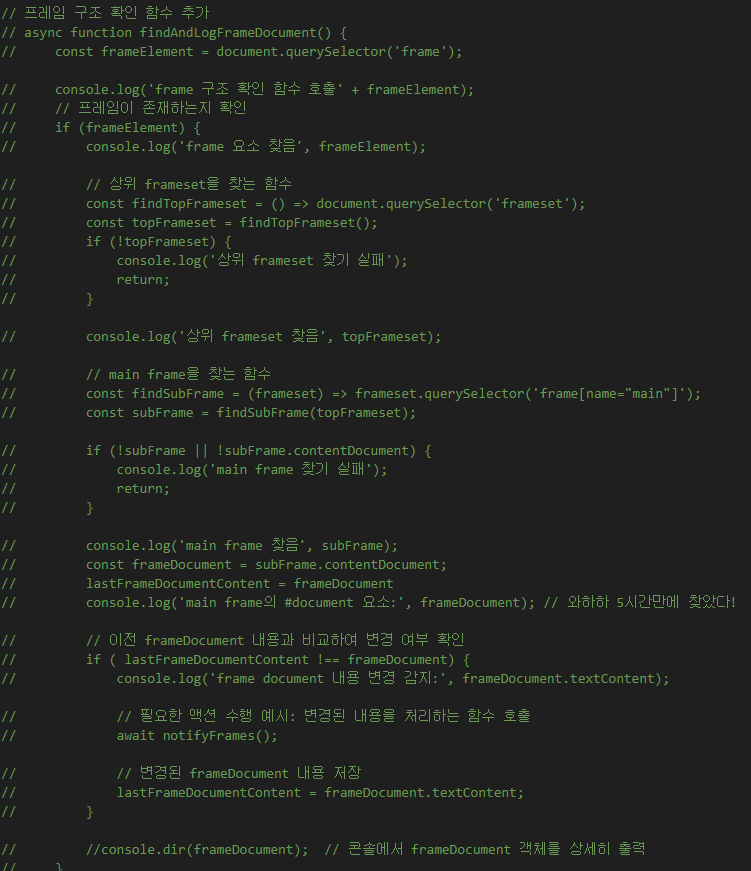 // 프레임 구조 확인 함수 추가
// async function findAndLogFrameDocument() {
//     const frameElement = document.querySelector('frame');
//     console.log('frame 구조 확인 함수 호출' + frameElement);
//     // 프레임이 존재하는지 확인
//     if (frameElement) {
//         console.log('frame 요소 찾음', frameElement);
//         // 상위 frameset을 찾는 함수
//         const findTopFrameset = () => document.querySelector('frameset');
//         const topFrameset = findTopFrameset();
//         if (!topFrameset) {
//             console.log('상위 frameset 찾기 실패');
//             return;
//         }
//         console.log('상위 frameset 찾음', topFrameset);
//         // main frame을 찾는 함수
//         const findSubFrame = (frameset) => frameset.querySelector('frame[name="main"]');
//         const subFrame = findSubFrame(topFrameset);
//         if (!subFrame || !subFrame.contentDocument) {
//             console.log('main frame 찾기 실패');
//             return;
//         }
//         console.log('main frame 찾음', subFrame);
//         const frameDocument = subFrame.contentDocument;
//         lastFrameDocumentContent = frameDocument
//         console.log('main frame의 #document 요소:', frameDocument); // 와하하 5시간만에 찾았다!
//         // 이전 frameDocument 내용과 비교하여 변경 여부 확인
//         if ( lastFrameDocumentContent !== frameDocument) {
//             console.log('frame document 내용 변경 감지:', frameDocument.textContent);
//             // 필요한 액션 수행 예시: 변경된 내용을 처리하는 함수 호출
//             await notifyFrames();
//             // 변경된 frameDocument 내용 저장
//             lastFrameDocumentContent = frameDocument.textContent;
//         }
//         //console.dir(frameDocument);  // 콘솔에서 frameDocument 객체를 상세히 출력
//     }